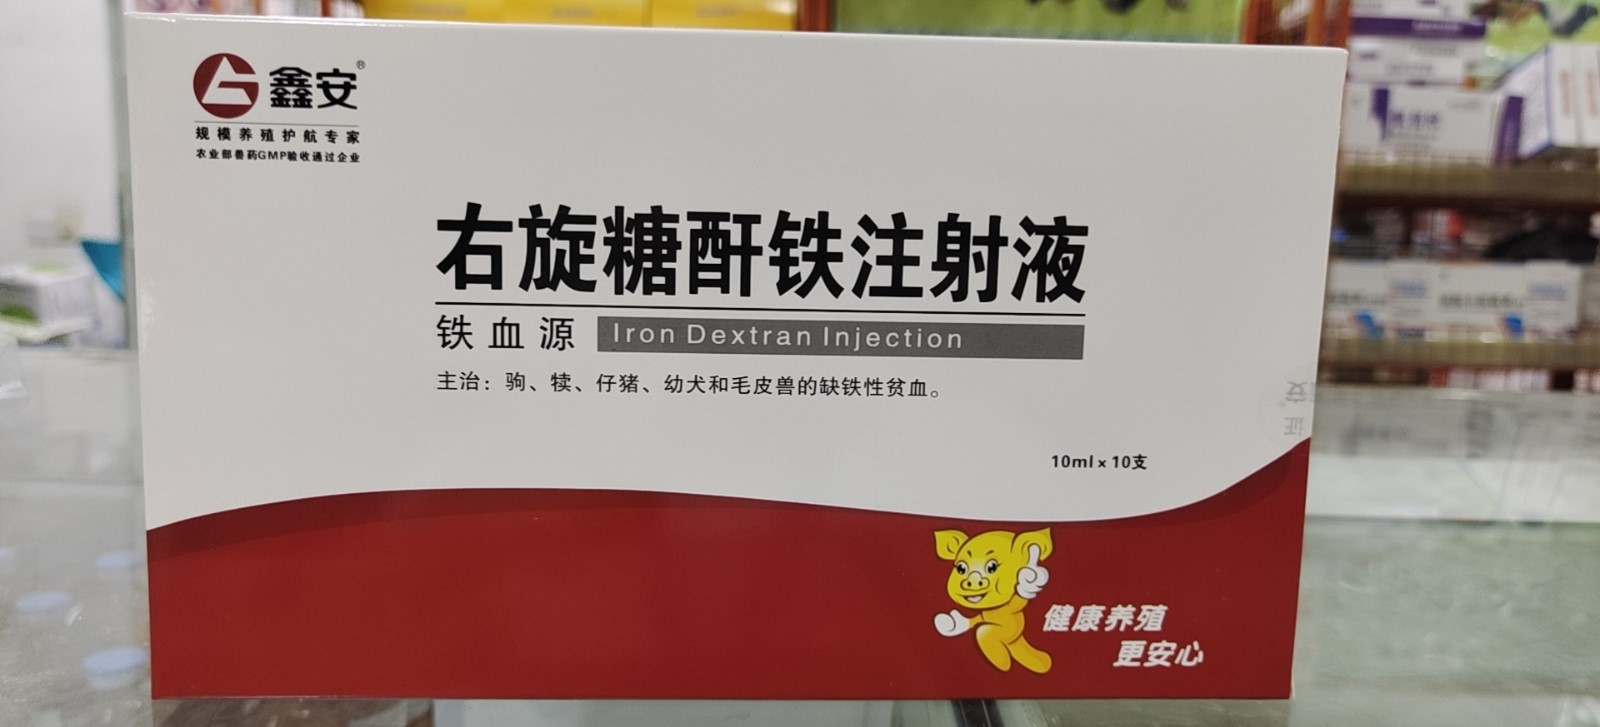 鑫安®
规模养殖护航专家
农业部兽药GMP验收通过企业
右旋糖酐铁注射液
铁血源 Iron Dextran Injection
主治：驹、犊、仔猪、幼犬和毛皮兽的缺铁性贫血。
10ml×10支
健康养殖
更安心
安
证